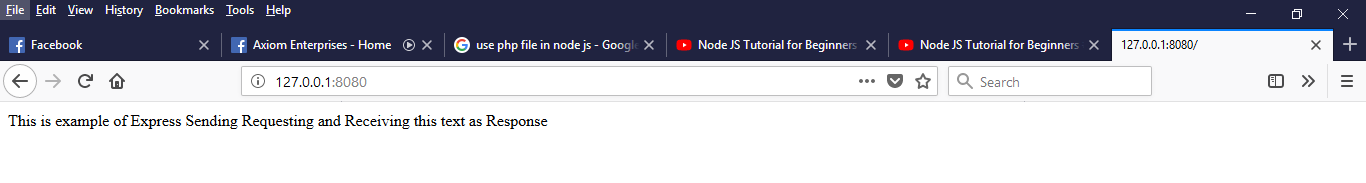 File Edit View History Bookmarks Tools Help
Facebook Axiom Enterprises - Home use php file in node js - Google Node JS Tutorial for Beginners Node JS Tutorial for Beginners 127.0.0.1:8080/
127.0.0.1:8080 Search
This is example of Express Sending Requesting and Receiving this text as Response